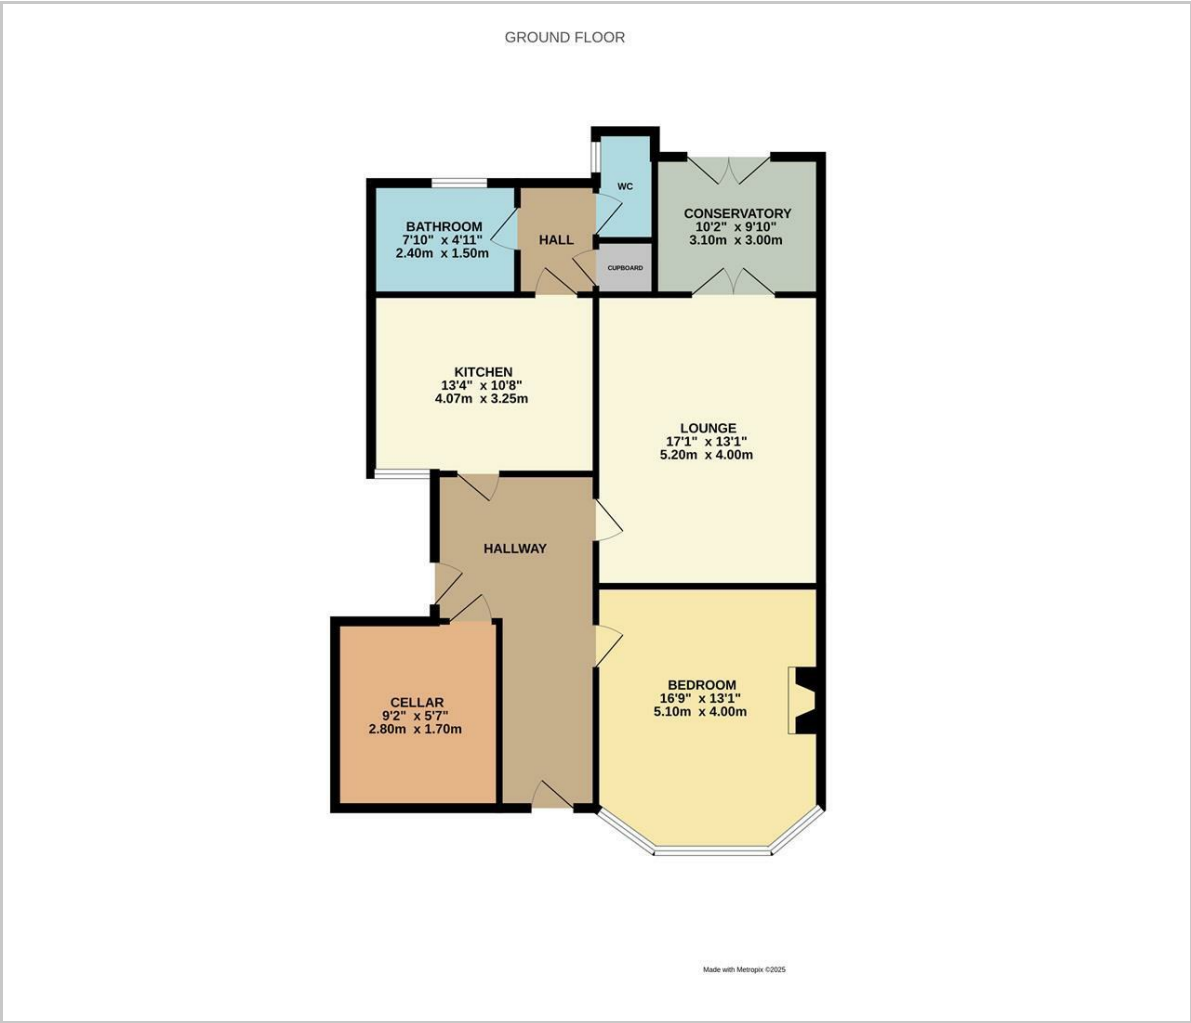 GROUND FLOOR
WC
CONSERVATORY
10'2" x 9'10"
3.10m x 3.00m
BATHROOM
7'10" x 4'11"
2.40m x 1.50m
HALL
CUPBOARD
KITCHEN
13'4" x 10'8"
4.07m x 3.25m
LOUNGE
17'1" x 13'1"
5.20m x 4.00m
HALLWAY
BEDROOM
16'9" x 13'1"
5.10m x 4.00m
CELLAR
9'2" x 5'7"
2.80m x 1.70m
Made with Metropix ©2025